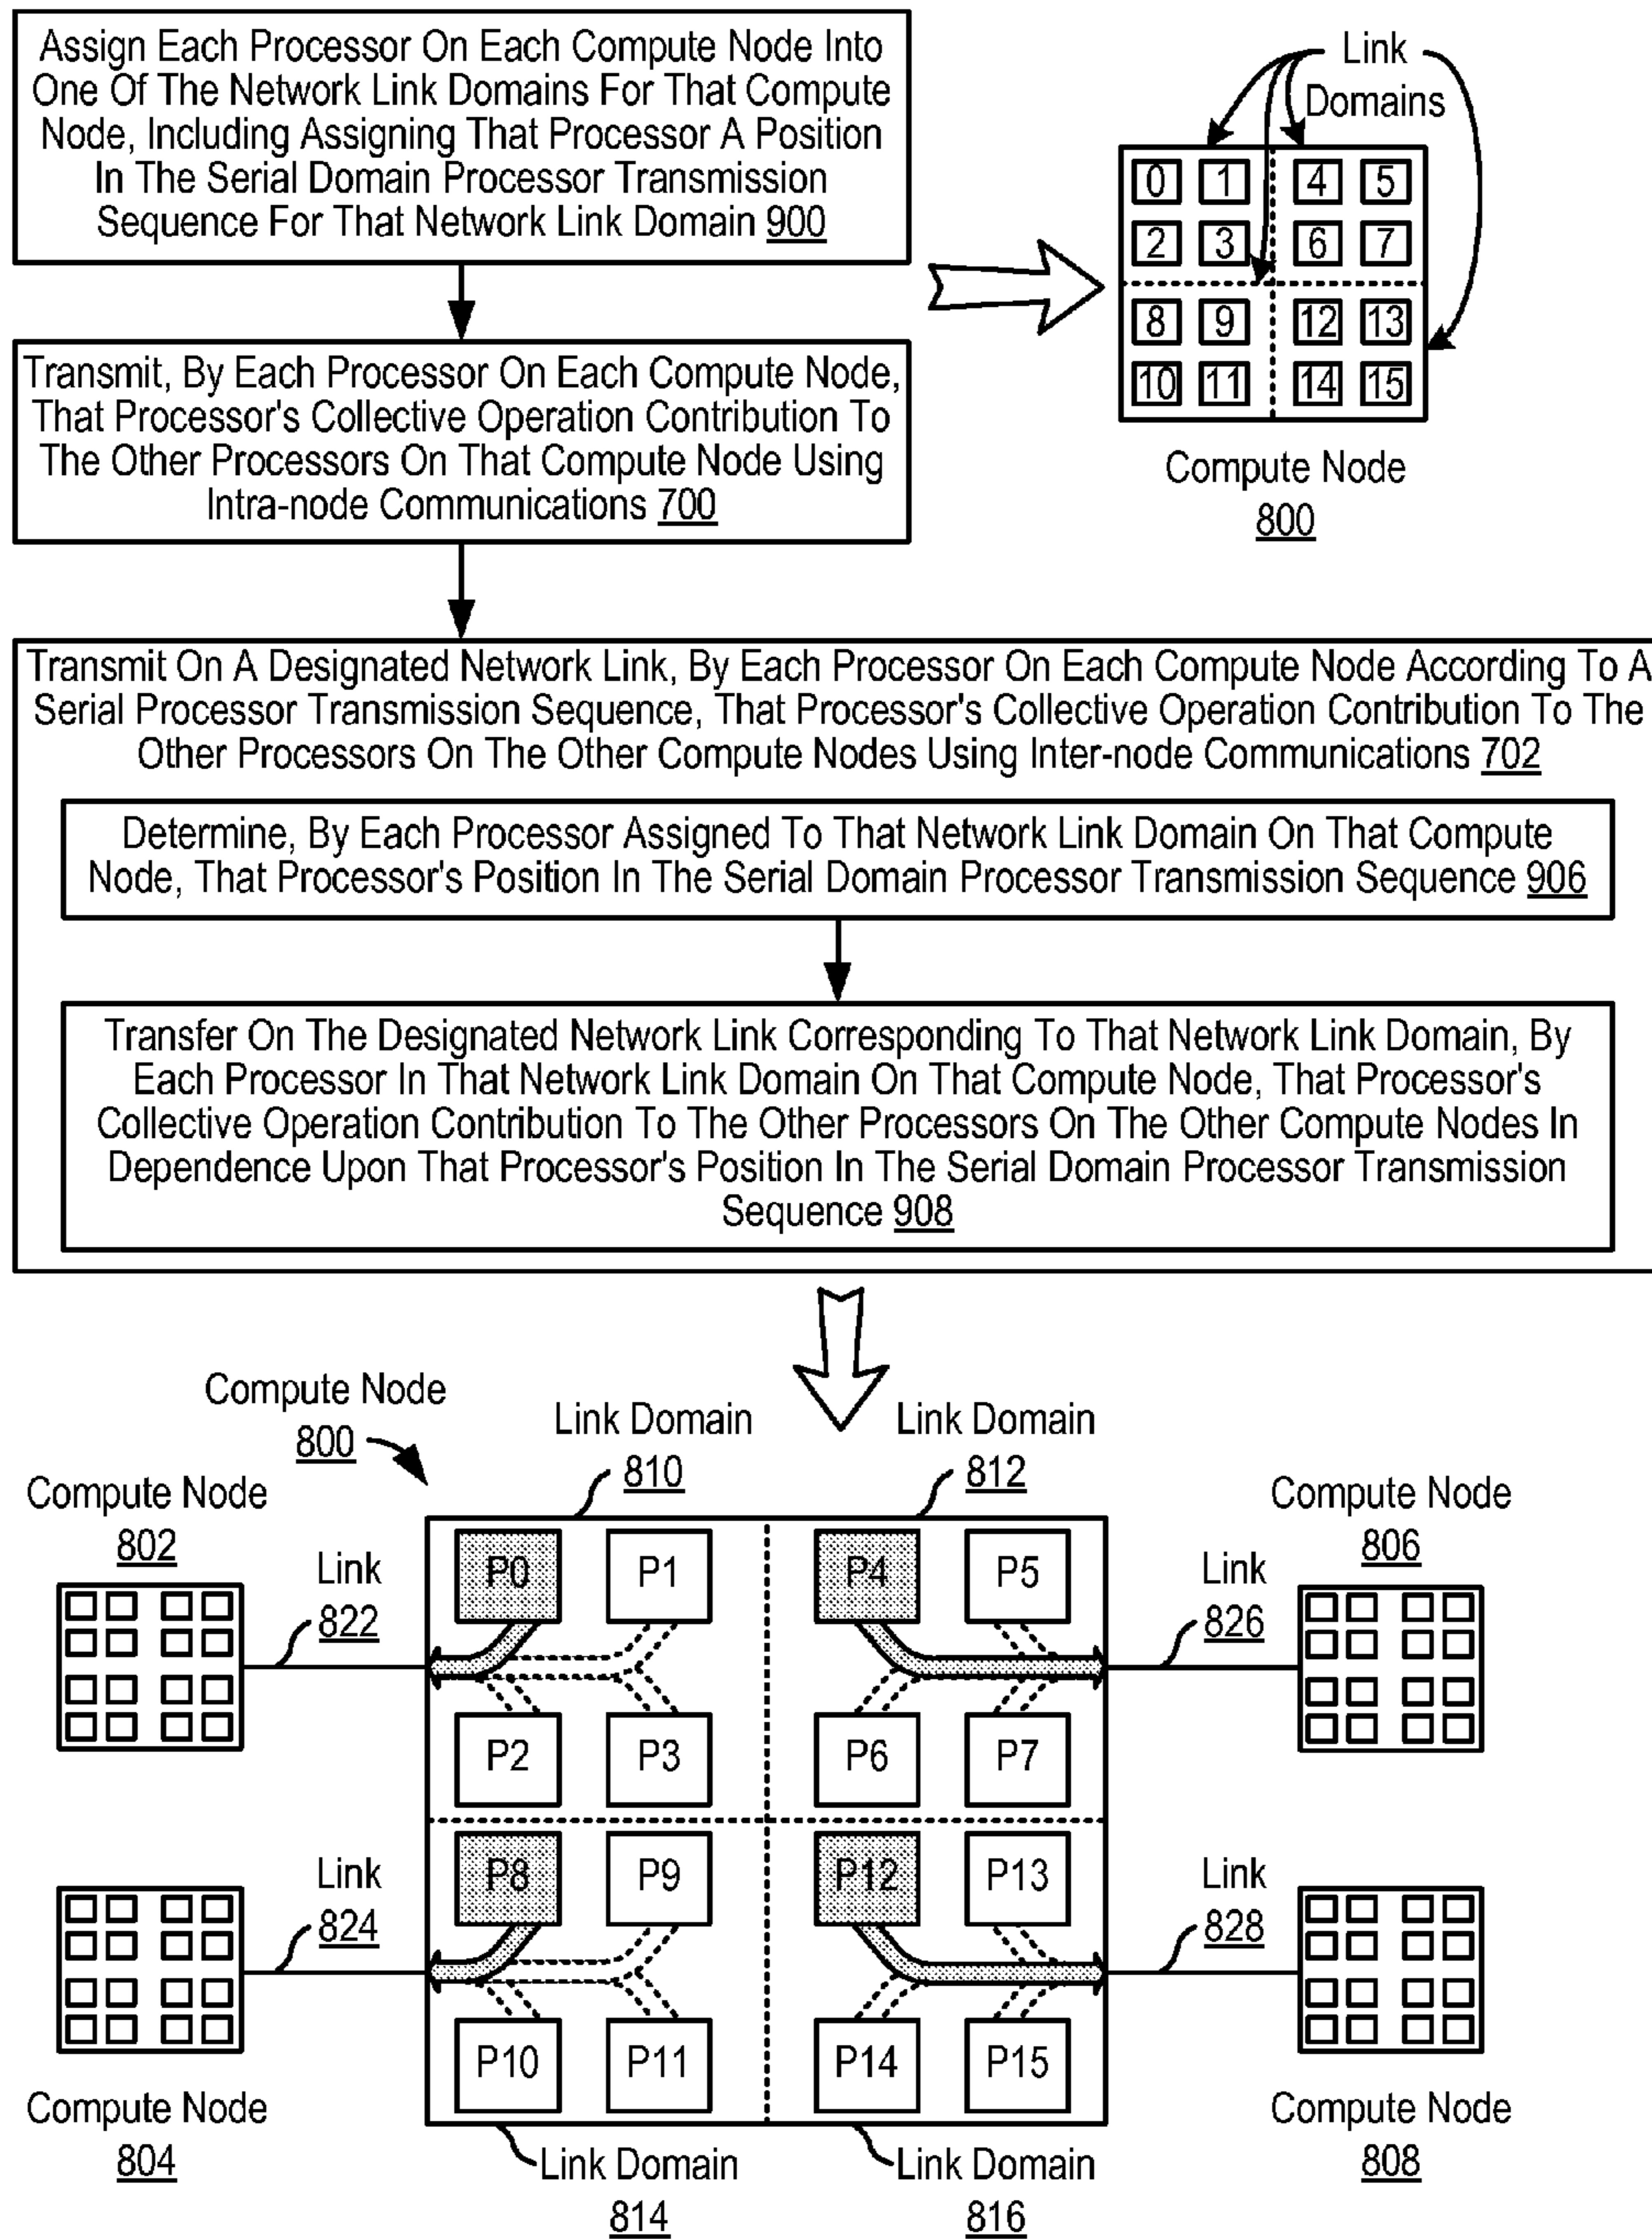 Assign Each Processor On Each Compute Node Into
One Of The Network Link Domains For That Compute
Node, Including Assigning That Processor A Position
In The Serial Domain Processor Transmission
Sequence For That Network Link Domain 900
Link
Domains
0 1 4 5
2 3 6 7
8 9 12 13
10 11 14 15
Compute Node
800
Transmit, By Each Processor On Each Compute Node,
That Processor's Collective Operation Contribution To
The Other Processors On That Compute Node Using
Intra-node Communications 700
Transmit On A Designated Network Link, By Each Processor On Each Compute Node According To A
Serial Processor Transmission Sequence, That Processor's Collective Operation Contribution To The
Other Processors On The Other Compute Nodes Using Inter-node Communications 702
Determine, By Each Processor Assigned To That Network Link Domain On That Compute
Node, That Processor's Position In The Serial Domain Processor Transmission Sequence 906
Transfer On The Designated Network Link Corresponding To That Network Link Domain, By
Each Processor In That Network Link Domain On That Compute Node, That Processor's
Collective Operation Contribution To The Other Processors On The Other Compute Nodes In
Dependence Upon That Processor's Position In The Serial Domain Processor Transmission
Sequence 908
Compute Node
800
Link Domain
810
Link Domain
812
Compute Node
802
Compute Node
806
Link
822
Link
826
P0 P1 P4 P5
P2 P3 P6 P7
P8 P9 P12 P13
Link
824
Link
828
P10 P11 P14 P15
Compute Node
804
Compute Node
808
Link Domain
814
Link Domain
816